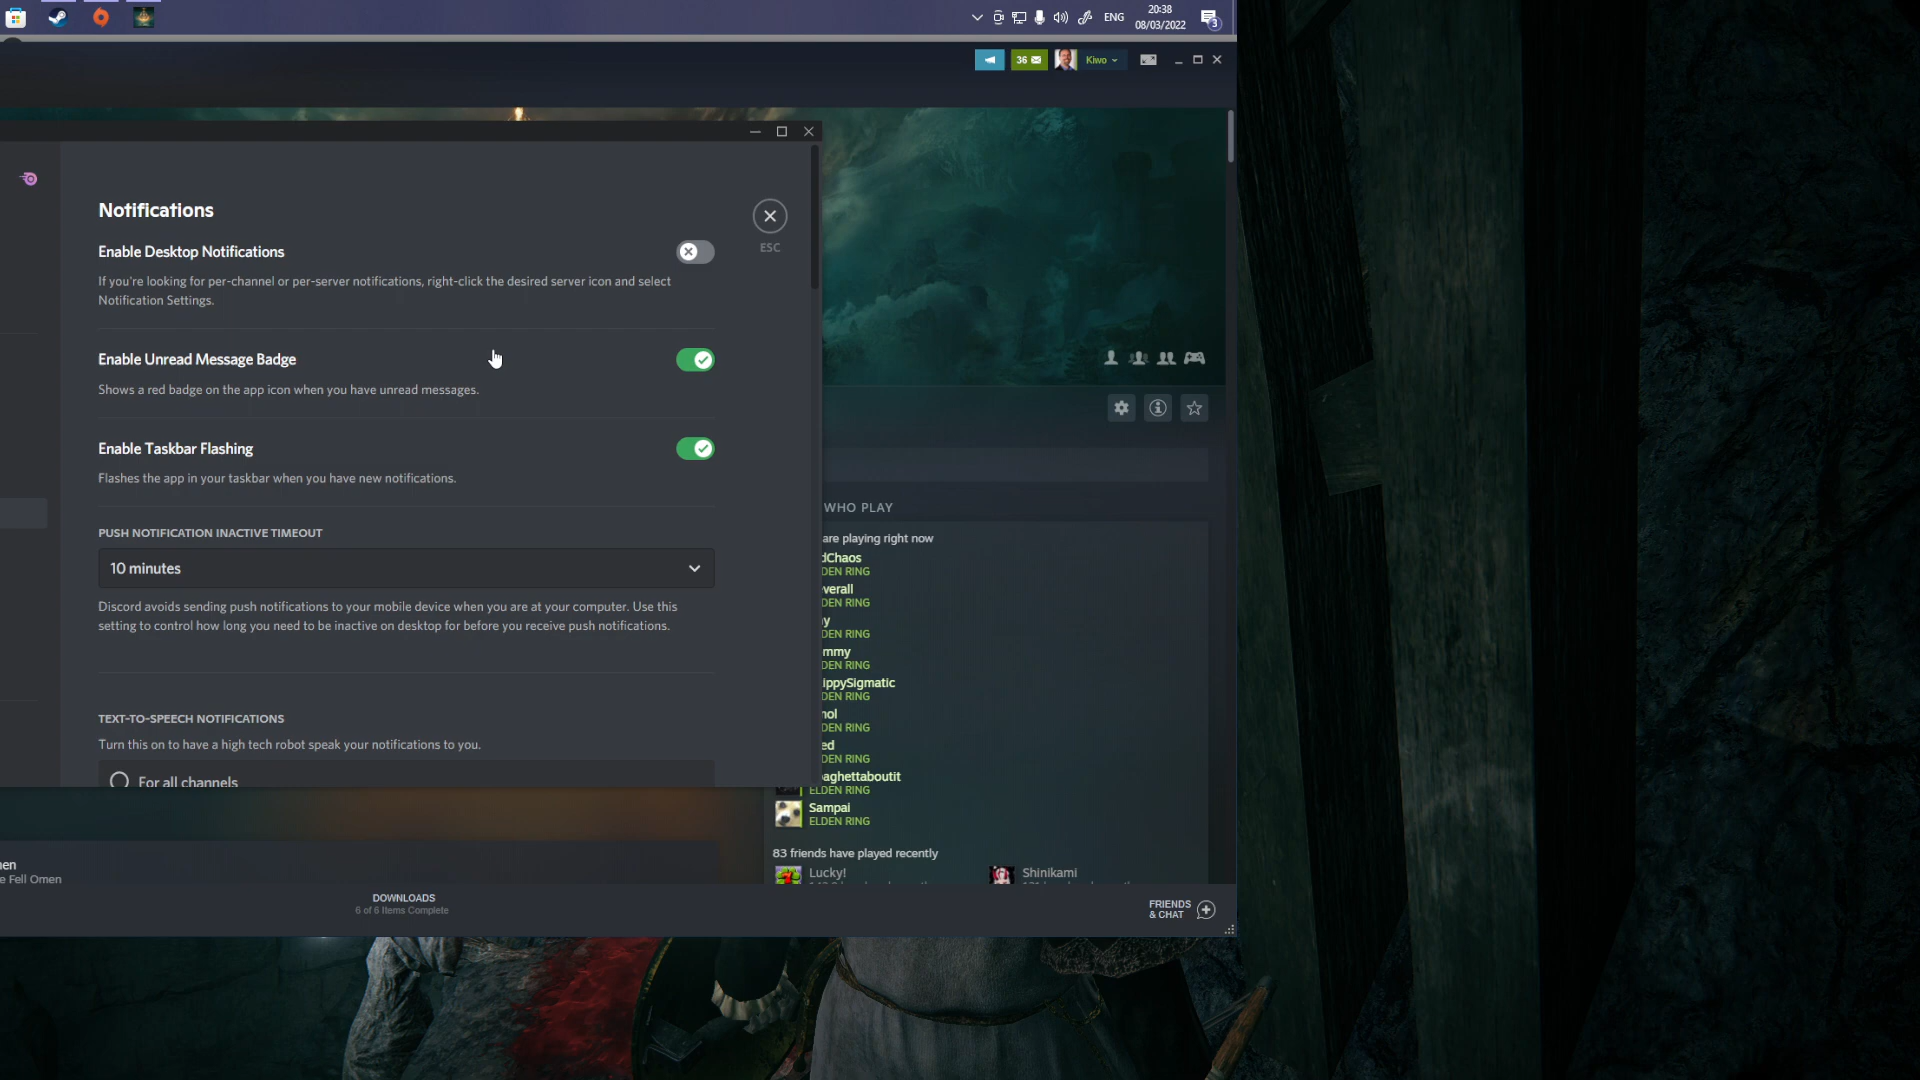 ENG
20:38
08/03/2022
3
36
Kiwo
Notifications
ESC
Enable Desktop Notifications
If you're looking for per-channel or per-server notifications, right-click the desired server icon and select
Notification Settings.
Enable Unread Message Badge
Shows a red badge on the app icon when you have unread messages.
Enable Taskbar Flashing
Flashes the app in your taskbar when you have new notifications.
PUSH NOTIFICATION INACTIVE TIMEOUT
10 minutes
Discord avoids sending push notifications to your mobile device when you are at your computer. Use this
setting to control how long you need to be inactive on desktop for before you receive push notifications.
TEXT-TO-SPEECH NOTIFICATIONS
Turn this on to have a high tech robot speak your notifications to you.
For all channels
WHO PLAY
are playing right now
dChaos
DEN RING
verall
DEN RING
y
DEN RING
mmy
DEN RING
ippySigmatic
DEN RING
nol
DEN RING
ed
DEN RING
aghettaboutit
ELDEN RING
Sampai
ELDEN RING
83 friends have played recently
Lucky!
Shinikami
en
e Fell Omen
DOWNLOADS
6 of 6 Items Complete
FRIENDS
& CHAT